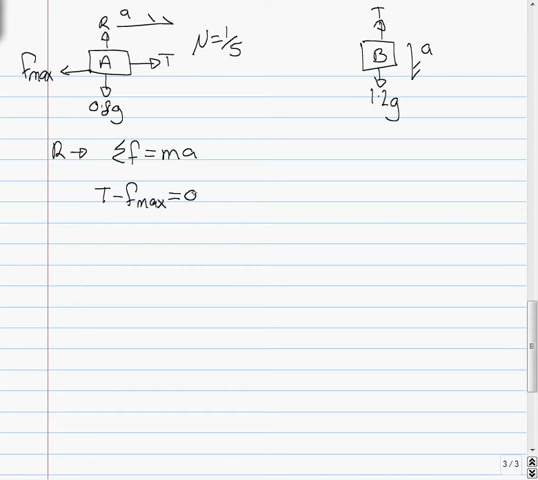 R a
A T
fmax
0.8g
N=1/5
T
B a
1.2g
R→ Σf=ma
T-fmax=0
3/3